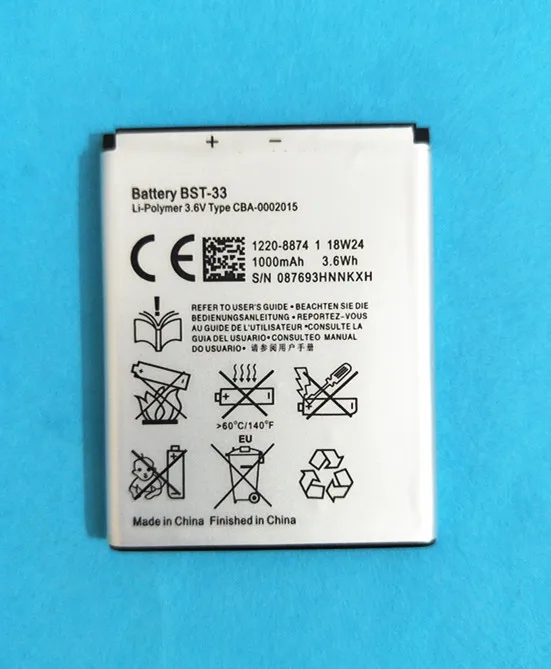 + −
Battery BST-33
Li-Polymer 3.6V Type CBA-0002015
CE
1220-8874 1 18W24
1000mAh 3.6Wh
S/N 087693HNNKXH
REFER TO USER'S GUIDE • BEACHTEN SIE DIE
BEDIENUNGSANLEITUNG • REPORTEZ-VOUS
AU GUIDE DE L'UTILISATEUR • CONSULTE LA
GUIA DEL USUARIO • CONSULTEO MANUAL
DO USUARIO • 请参阅用户手册
>60°C/140°F
EU
Made in China Finished in China